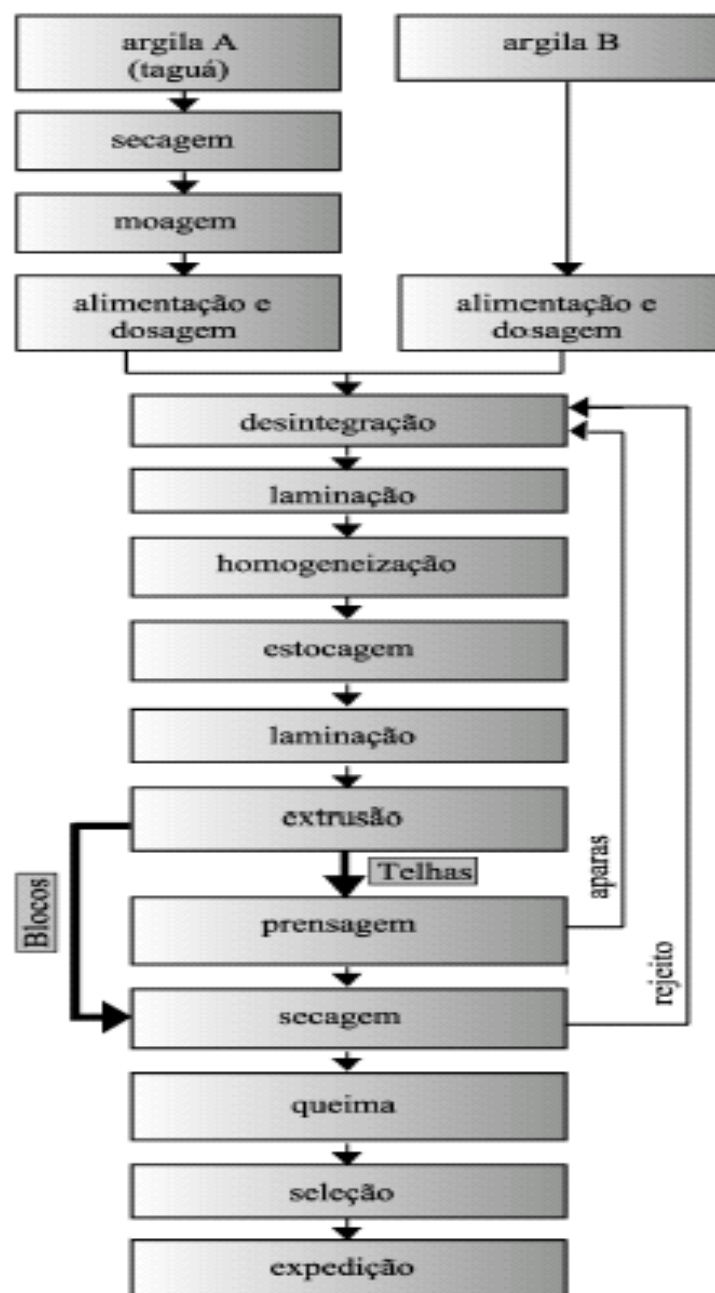 argila A
(taguá)
argila B
secagem
moagem
alimentação e
dosagem
alimentação e
dosagem
desintegração
laminação
homogeneização
estocagem
laminação
extrusão
Telhas
Blocos
aparas
prensagem
rejeito
secagem
queima
seleção
expedição